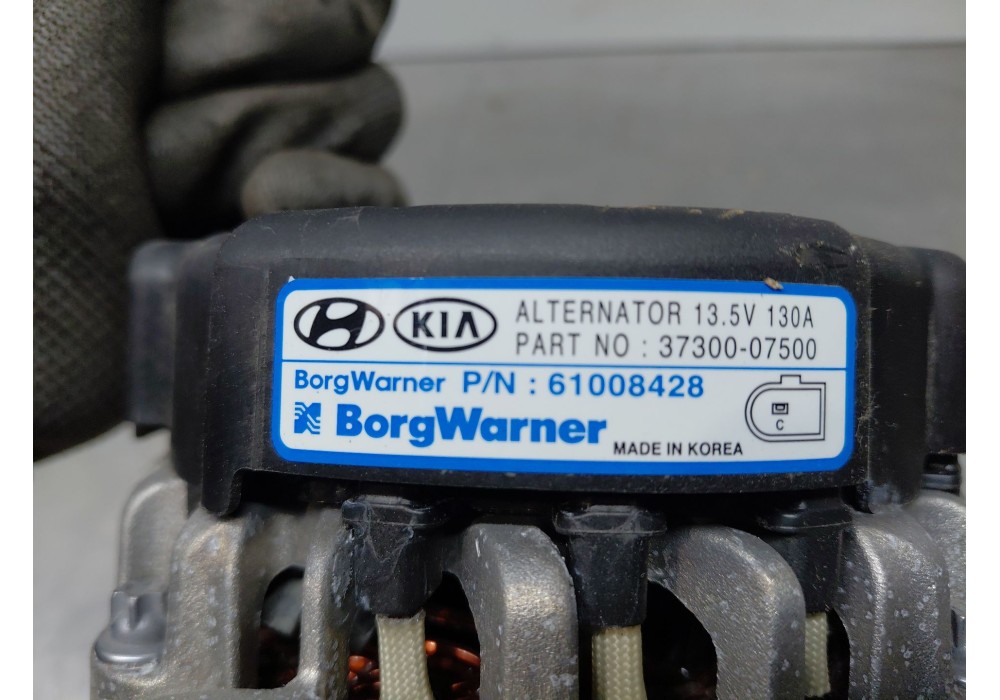 KIA ALTERNATOR 13.5V 130A
PART NO : 37300-07500
BorgWarner P/N : 61008428
BorgWarner
MADE IN KOREA
C